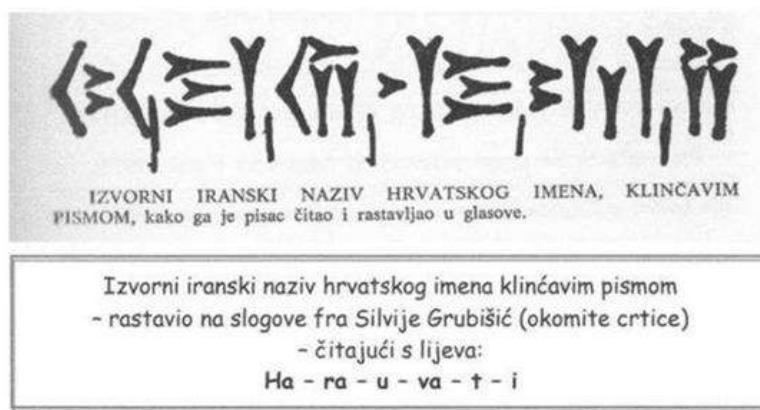 𐏃𐎼𐎢𐎺𐎫𐎡
IZVORNI IRANSKI NAZIV HRVATSKOG IMENA, KLINČAVIM
PISMOM, kako ga je pisac čitao i rastavljao u glasove.
Izvorni iranski naziv hrvatskog imena klinćavim pismom
– rastavio na slogove fra Silvije Grubišić (okomite crtice)
– čitajući s lijeva:
Ha – ra – u – va – t – i